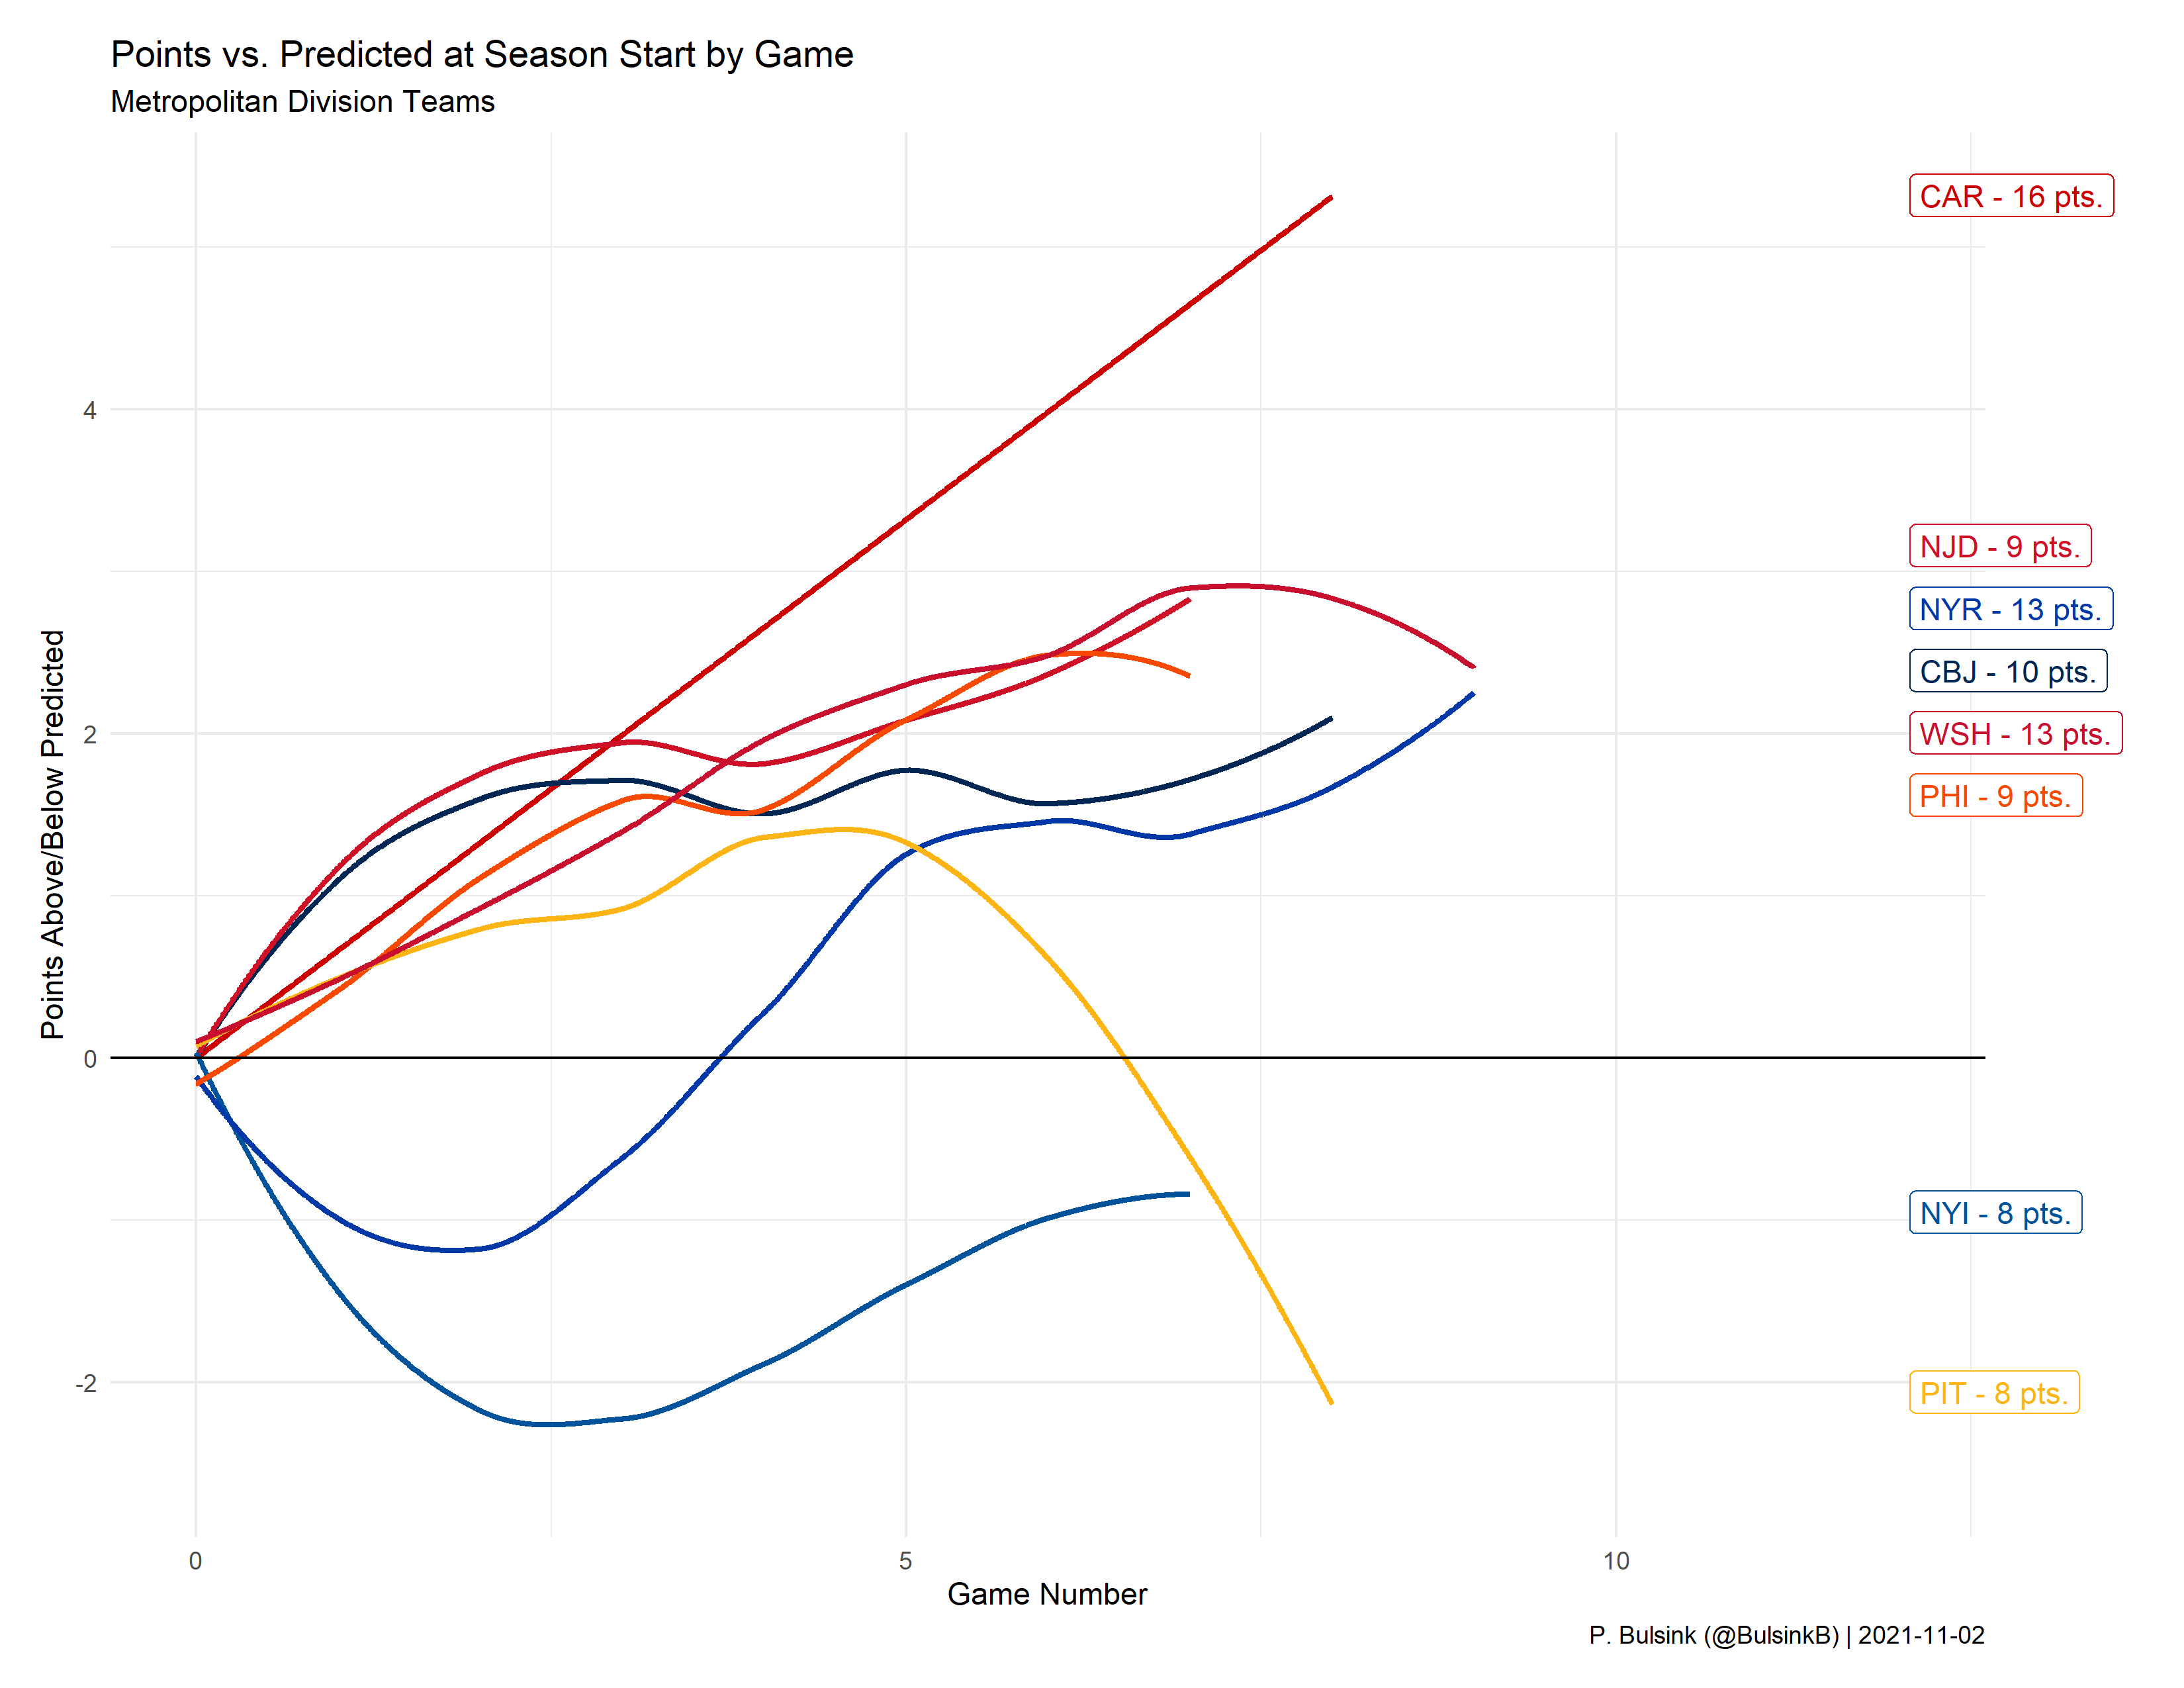 Points vs. Predicted at Season Start by Game
Metropolitan Division Teams
Points Above/Below Predicted
4
2
0
-2
CAR - 16 pts.
NJD - 9 pts.
NYR - 13 pts.
CBJ - 10 pts.
WSH - 13 pts.
PHI - 9 pts.
NYI - 8 pts.
PIT - 8 pts.
0
5
10
Game Number
P. Bulsink (@BulsinkB) | 2021-11-02